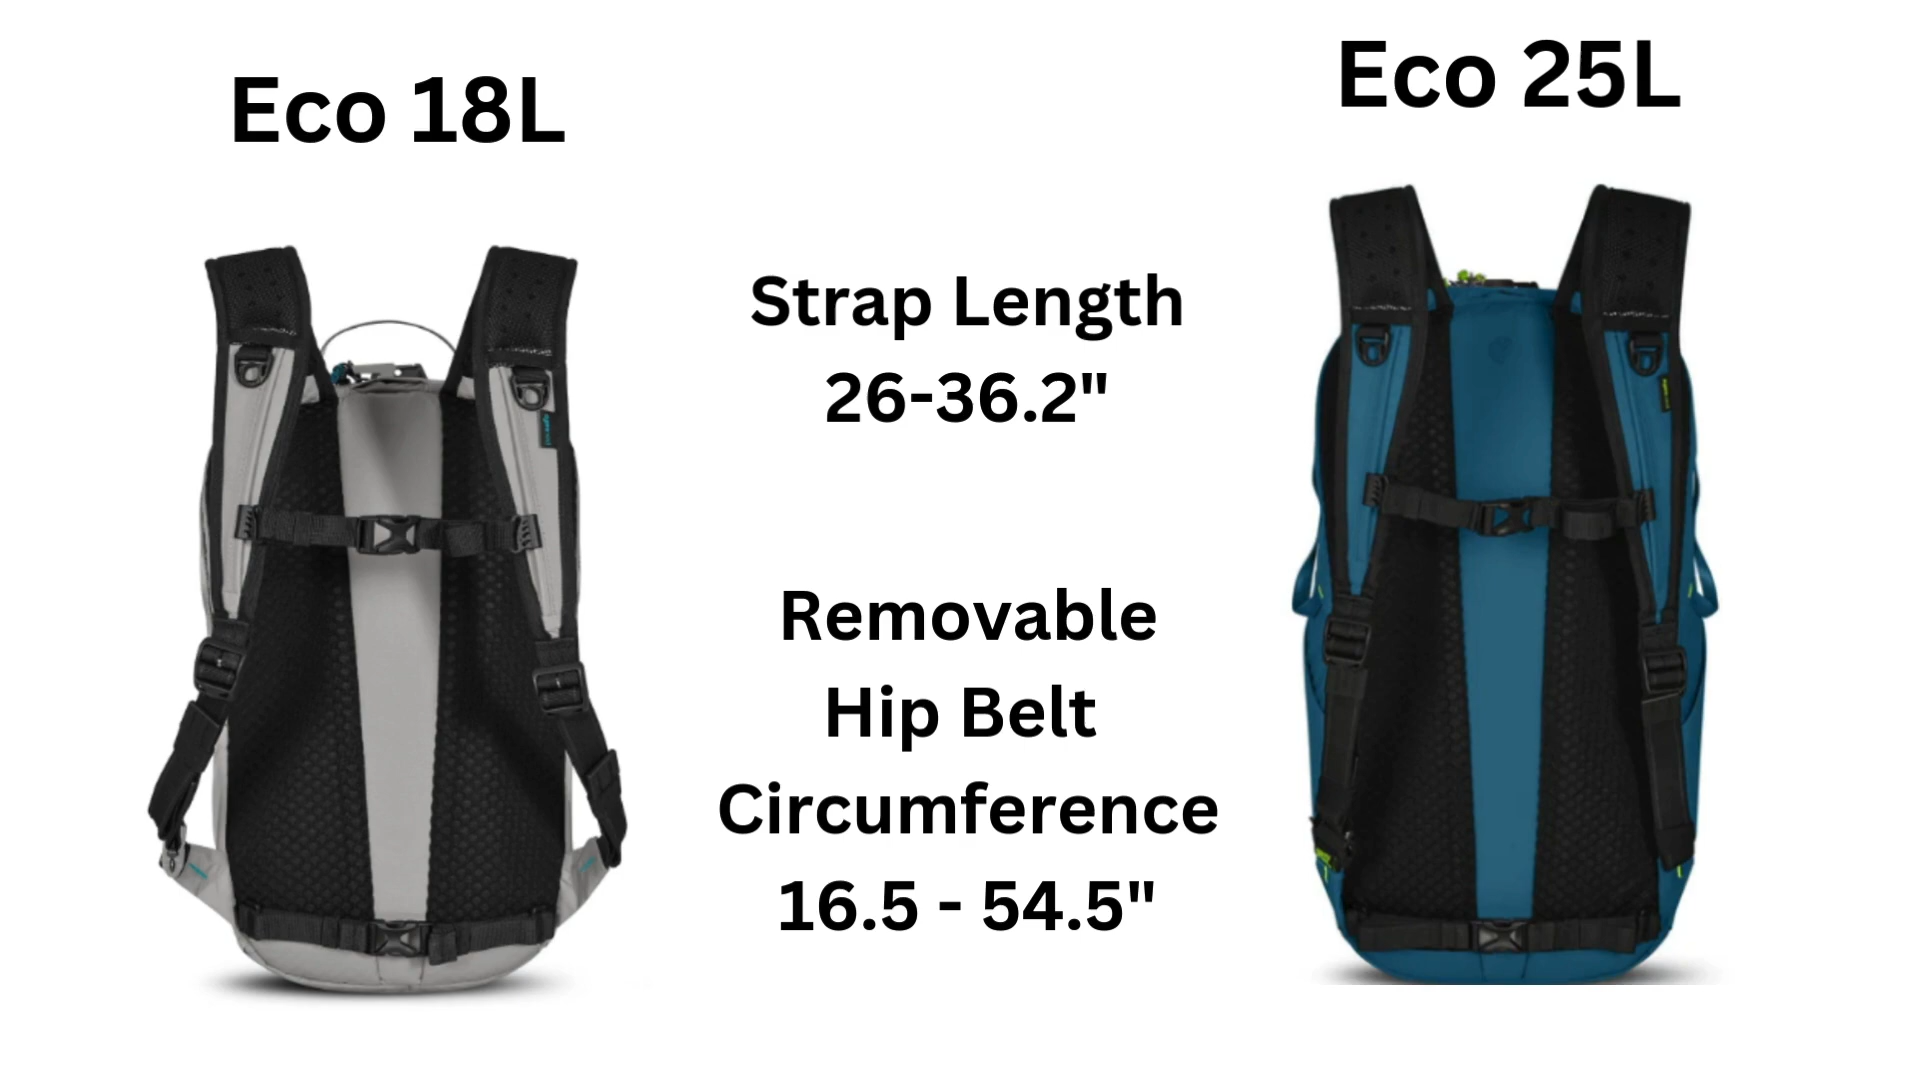 Eco 18L
Eco 25L
Strap Length
26-36.2"
Removable
Hip Belt
Circumference
16.5 - 54.5"